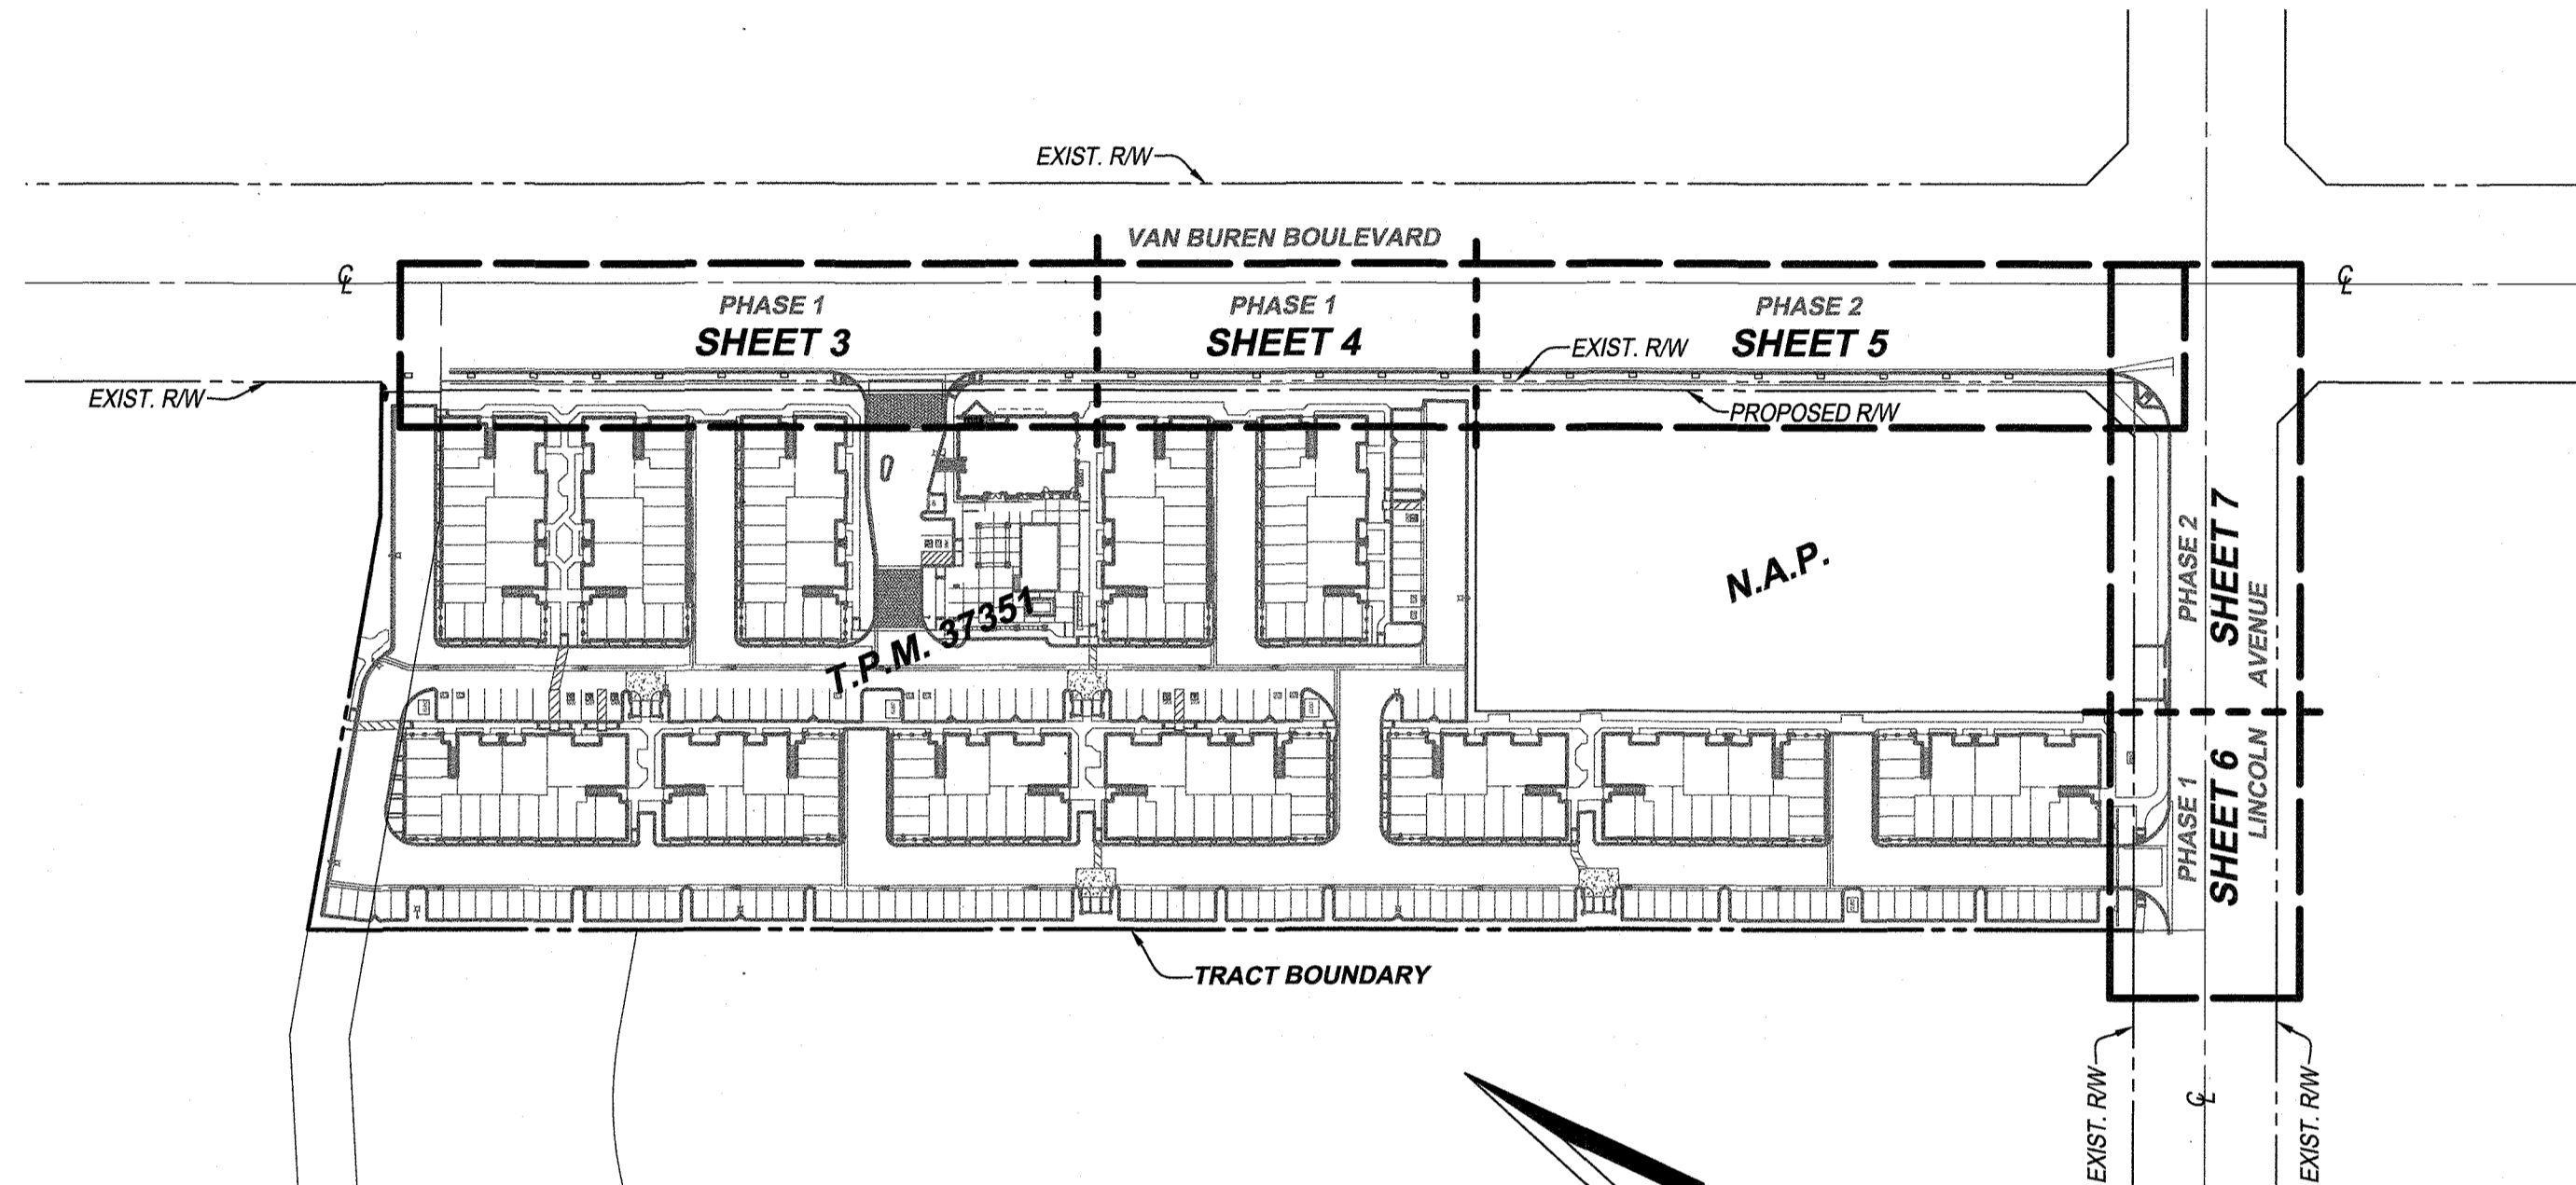 EXIST. R/W
VAN BUREN BOULEVARD
℄
℄
PHASE 1
SHEET 3
PHASE 1
SHEET 4
PHASE 2
SHEET 5
EXIST. R/W
EXIST. R/W
PROPOSED R/W
N.A.P.
T.P.M. 37351
PHASE 2
SHEET 7
PHASE 1
SHEET 6
LINCOLN AVENUE
TRACT BOUNDARY
EXIST. R/W
℄
EXIST. R/W